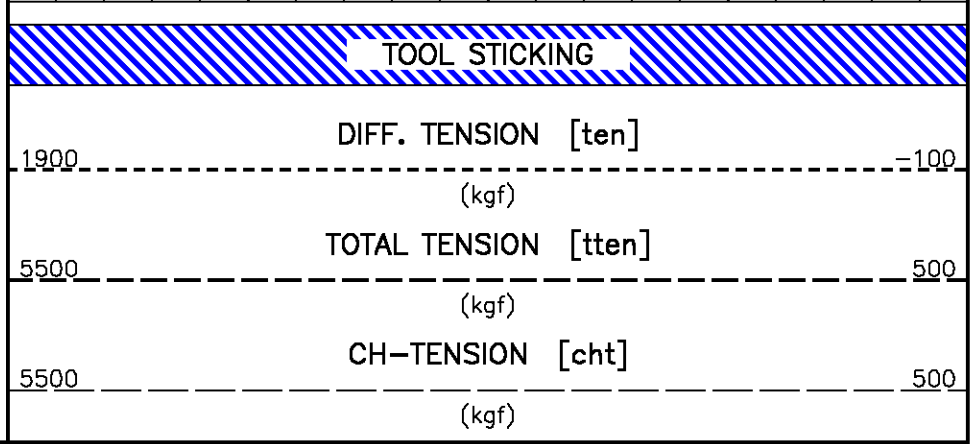 TOOL STICKING
DIFF. TENSION [ten]
1900 -100
(kgf)
TOTAL TENSION [tten]
5500 500
(kgf)
CH-TENSION [cht]
5500 500
(kgf)